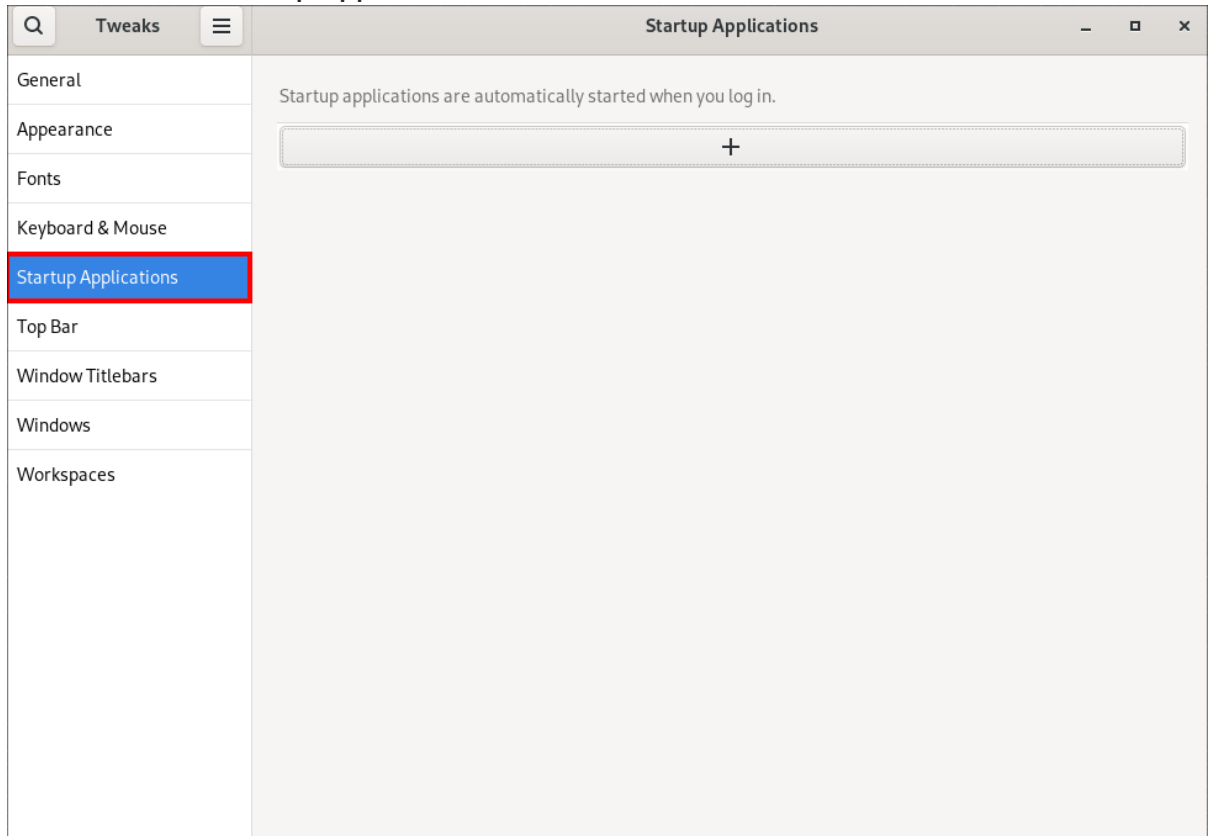 Tweaks
Startup Applications
General
Appearance
Fonts
Keyboard & Mouse
Startup Applications
Top Bar
Window Titlebars
Windows
Workspaces
Startup applications are automatically started when you log in.
+